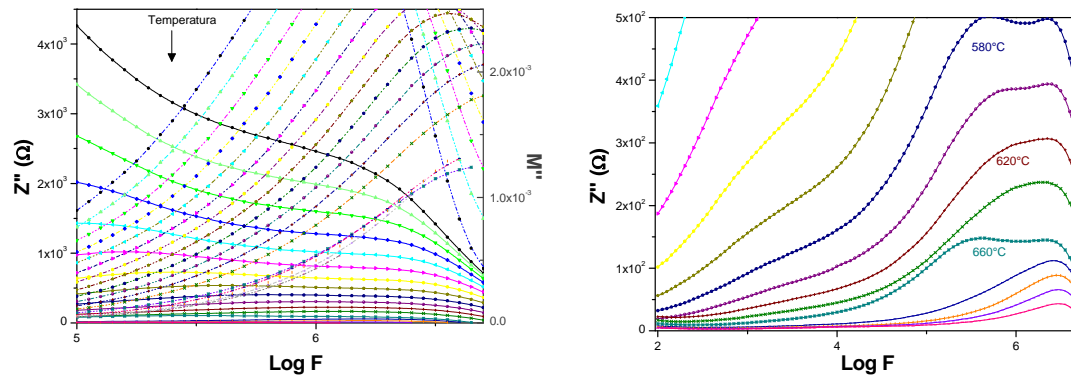 Temperatura
4x10³
3x10³
2x10³
1x10³
0
Z'' (Ω)
2.0x10⁻³
1.0x10⁻³
0.0
M''
5
6
Log F
5x10²
4x10²
3x10²
2x10²
1x10²
0
Z'' (Ω)
580°C
620°C
660°C
2
4
6
Log F